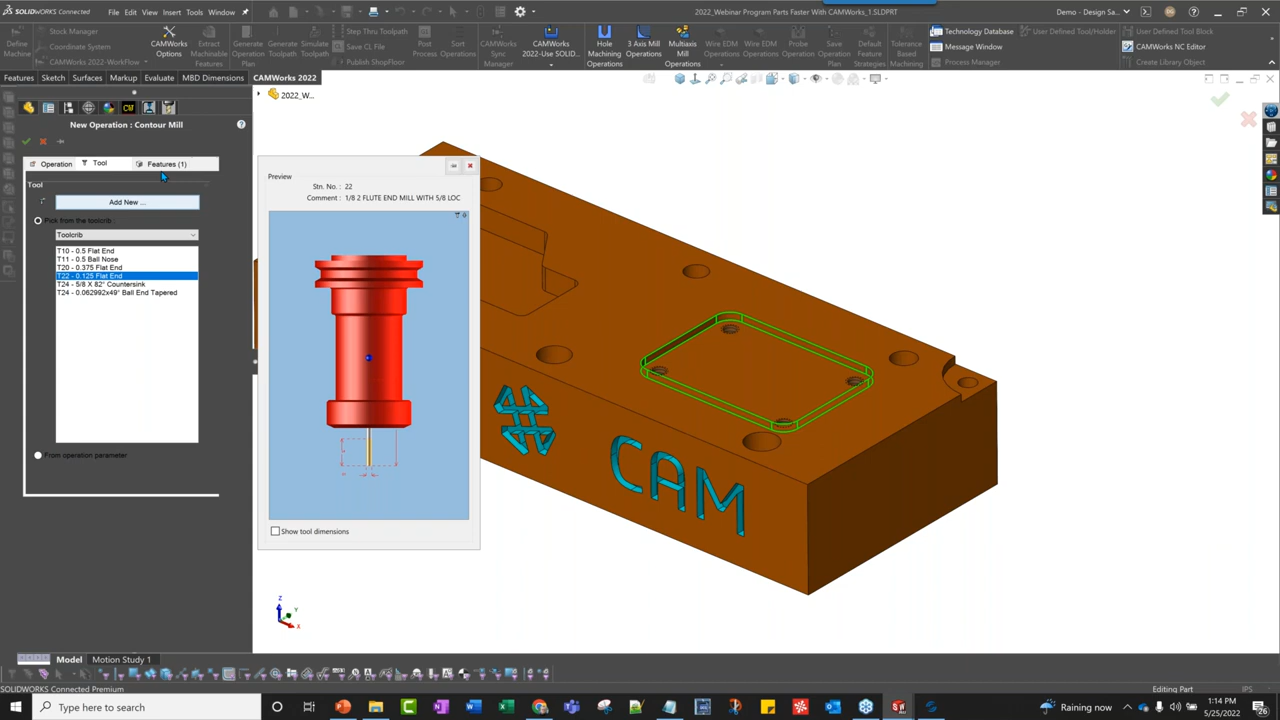 SOLIDWORKS File Edit View Insert Tools Window
2022_Webinar Program Parts Faster With CAMWorks_1.SLDPRT
Demo - Design Sa...
Define Machine
Stock Manager
Coordinate System
CAMWorks 2022-WorkFlow
CAMWorks Options
Extract Machinable Features
Generate Operation Plan
Generate Toolpath
Simulate Toolpath
Step Thru Toolpath
Save CL File
Publish ShopFloor
Post Process
Send Operations
CAMWorks Sync Manager
CAMWorks 2022-Use SOLID...
Hole Machining Operations
3 Axis Mill Operations
Multiaxis Mill Operations
Wire EDM Operations
Wire EDM Operations
Probe Operation
Save Operation Plan
Default Feature Strategies
Tolerance Based Machining
Technology Database
Message Window
Process Manager
User Defined Tool/Holder
CAMWorks NC Editor
User Defined Tool Block
Create Library Object
Features Sketch Surfaces Markup Evaluate MBD Dimensions CAMWorks 2022
2022_W...
New Operation : Contour Mill
Operation Tool Features (1)
Tool
Add New ...
Pick from the toolcrib :
Toolcrib
T10 - 0.5 Flat End
T11 - 0.5 Ball Nose
T20 - 0.375 Flat End
T22 - 0.125 Flat End
T24 - 5/8 X 82° Countersink
T24 - 0.062992x49° Ball End Tapered
From operation parameter
Preview
Stn. No. : 22
Comment : 1/8 2 FLUTE END MILL WITH 5/8 LOC
Show tool dimensions
CAM
Z
Y
X
Model Motion Study 1
SOLIDWORKS Connected Premium
Editing Part
IPS
Type here to search
Raining now
1:14 PM
5/25/2022
26